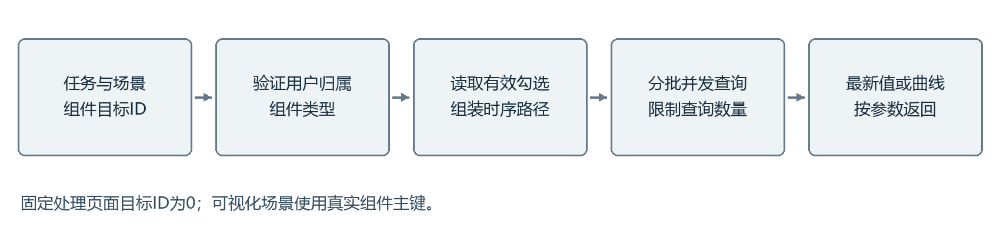 任务与场景
组件目标ID
验证用户归属
组件类型
读取有效勾选
组装时序路径
分批并发查询
限制查询数量
最新值或曲线
按参数返回
固定处理页面目标ID为0；可视化场景使用真实组件主键。